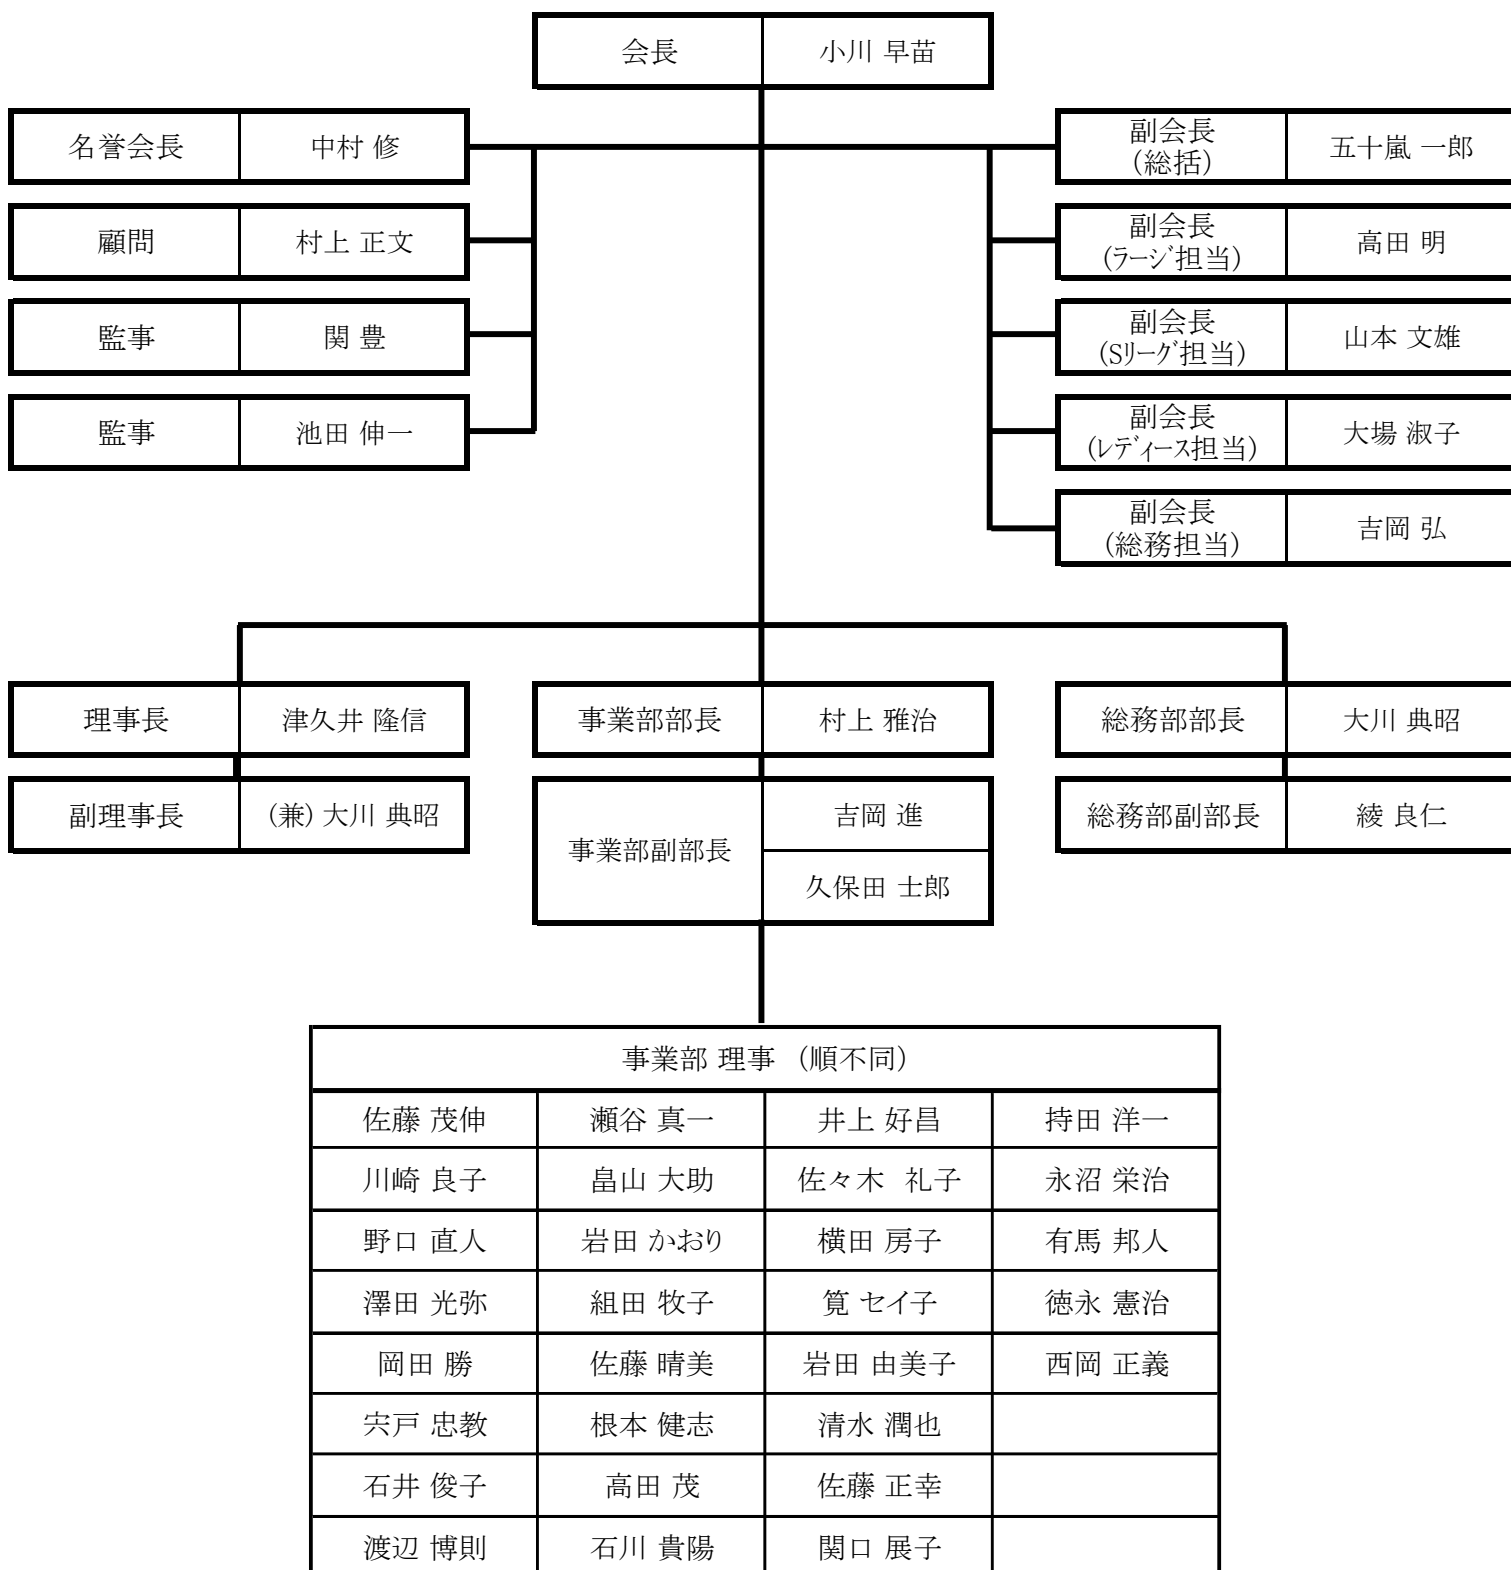 会長 小川 早苗
名誉会長 中村 修
副会長
(総括)
五十嵐 一郎
顧問 村上 正文
副会長
(ラージ担当)
高田 明
監事 関 豊
副会長
(Sリーグ担当)
山本 文雄
監事 池田 伸一
副会長
(レディース担当)
大場 淑子
副会長
(総務担当)
吉岡 弘
理事長 津久井 隆信
事業部部長 村上 雅治
総務部部長 大川 典昭
副理事長 (兼) 大川 典昭
事業部副部長
吉岡 進
久保田 士郎
総務部副部長 綾 良仁
事業部 理事 （順不同）
佐藤 茂伸 瀬谷 真一 井上 好昌 持田 洋一
川崎 良子 畠山 大助 佐々木 礼子 永沼 栄治
野口 直人 岩田 かおり 横田 房子 有馬 邦人
澤田 光弥 組田 牧子 筧 セイ子 徳永 憲治
岡田 勝 佐藤 晴美 岩田 由美子 西岡 正義
宍戸 忠教 根本 健志 清水 潤也
石井 俊子 高田 茂 佐藤 正幸
渡辺 博則 石川 貴陽 関口 展子